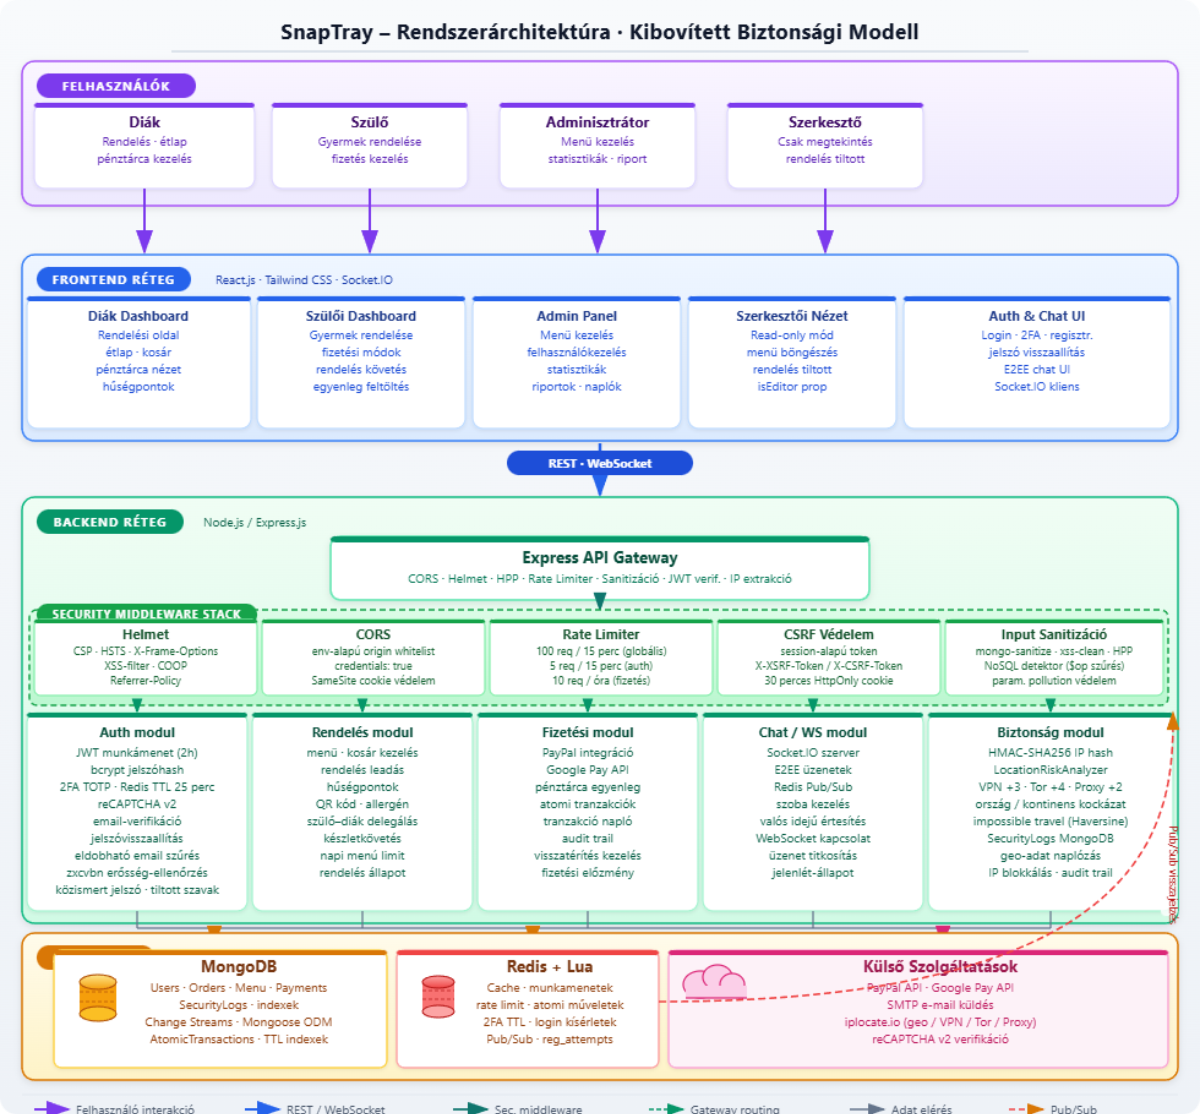 SnapTray – Rendszerárchitektúra · Kibovített Biztonsági Modell
FELHASZNÁLÓK
Diák
Rendelés · étlap
pénztárca kezelés
Szülő
Gyermek rendelése
fizetés kezelés
Adminisztrátor
Menü kezelés
statisztikák · riport
Szerkesztő
Csak megtekintés
rendelés tiltott
FRONTEND RÉTEG
React.js · Tailwind CSS · Socket.IO
Diák Dashboard
Rendelési oldal
étlap · kosár
pénztárca nézet
hűségpontok
Szülői Dashboard
Gyermek rendelése
fizetési módok
rendelés követés
egyenleg feltöltés
Admin Panel
Menü kezelés
felhasználókezelés
statisztikák
riportok · naplók
Szerkesztői Nézet
Read-only mód
menü böngészés
rendelés tiltott
isEditor prop
Auth & Chat UI
Login · 2FA · regisztr.
jelszó visszaállítás
E2EE chat UI
Socket.IO kliens
REST · WebSocket
BACKEND RÉTEG
Node.js / Express.js
Express API Gateway
CORS · Helmet · HPP · Rate Limiter · Sanitizáció · JWT verif. · IP extrakció
SECURITY MIDDLEWARE STACK
Helmet
CSP · HSTS · X-Frame-Options
XSS-filter · COOP
Referrer-Policy
CORS
env-alapú origin whitelist
credentials: true
SameSite cookie védelem
Rate Limiter
100 req / 15 perc (globális)
5 req / 15 perc (auth)
10 req / óra (fizetés)
CSRF Védelem
session-alapú token
X-XSRF-Token / X-CSRF-Token
30 perces HttpOnly cookie
Input Sanitizáció
mongo-sanitize · xss-clean · HPP
NoSQL detektor ($op szűrés)
param. pollution védelem
Auth modul
JWT munkámenet (2h)
bcrypt jelszóhash
2FA TOTP · Redis TTL 25 perc
reCAPTCHA v2
email-verifikáció
jelszóvisszaállítás
eldobható email szűrés
zxcvbn erősség-ellenőrzés
közismert jelszó · tiltott szavak
Rendelés modul
menü · kosár kezelés
rendelés leadás
hűségpontok
QR kód · allergén
szülő–diák delegálás
készletkövetés
napi menü limit
rendelés állapot
Fizetési modul
PayPal integráció
Google Pay API
pénztárca egyenleg
atomi tranzakciók
tranzakció napló
audit trail
visszatérítés kezelés
fizetési előzmény
Chat / WS modul
Socket.IO szerver
E2EE üzenetek
Redis Pub/Sub
szoba kezelés
valós idejű értesítés
WebSocket kapcsolat
üzenet titkosítás
jelenlét-állapot
Biztonság modul
HMAC-SHA256 IP hash
LocationRiskAnalyzer
VPN +3 · Tor +4 · Proxy +2
ország / kontinens kockázat
impossible travel (Haversine)
SecurityLogs MongoDB
geo-adat naplózás
IP blokkálás · audit trail
Pub/Sub visszajelzés
MongoDB
Users · Orders · Menu · Payments
SecurityLogs · indexek
Change Streams · Mongoose ODM
AtomicTransactions · TTL indexek
Redis + Lua
Cache · munkamenetek
rate limit · atomi műveletek
2FA TTL · login kísérletek
Pub/Sub · reg_attempts
Külső Szolgáltatások
PayPal API · Google Pay API
SMTP e-mail küldés
iplocate.io (geo / VPN / Tor / Proxy)
reCAPTCHA v2 verifikáció
Felhasználó interakció
REST / WebSocket
Sec. middleware
Gateway routing
Adat elérés
Pub/Sub